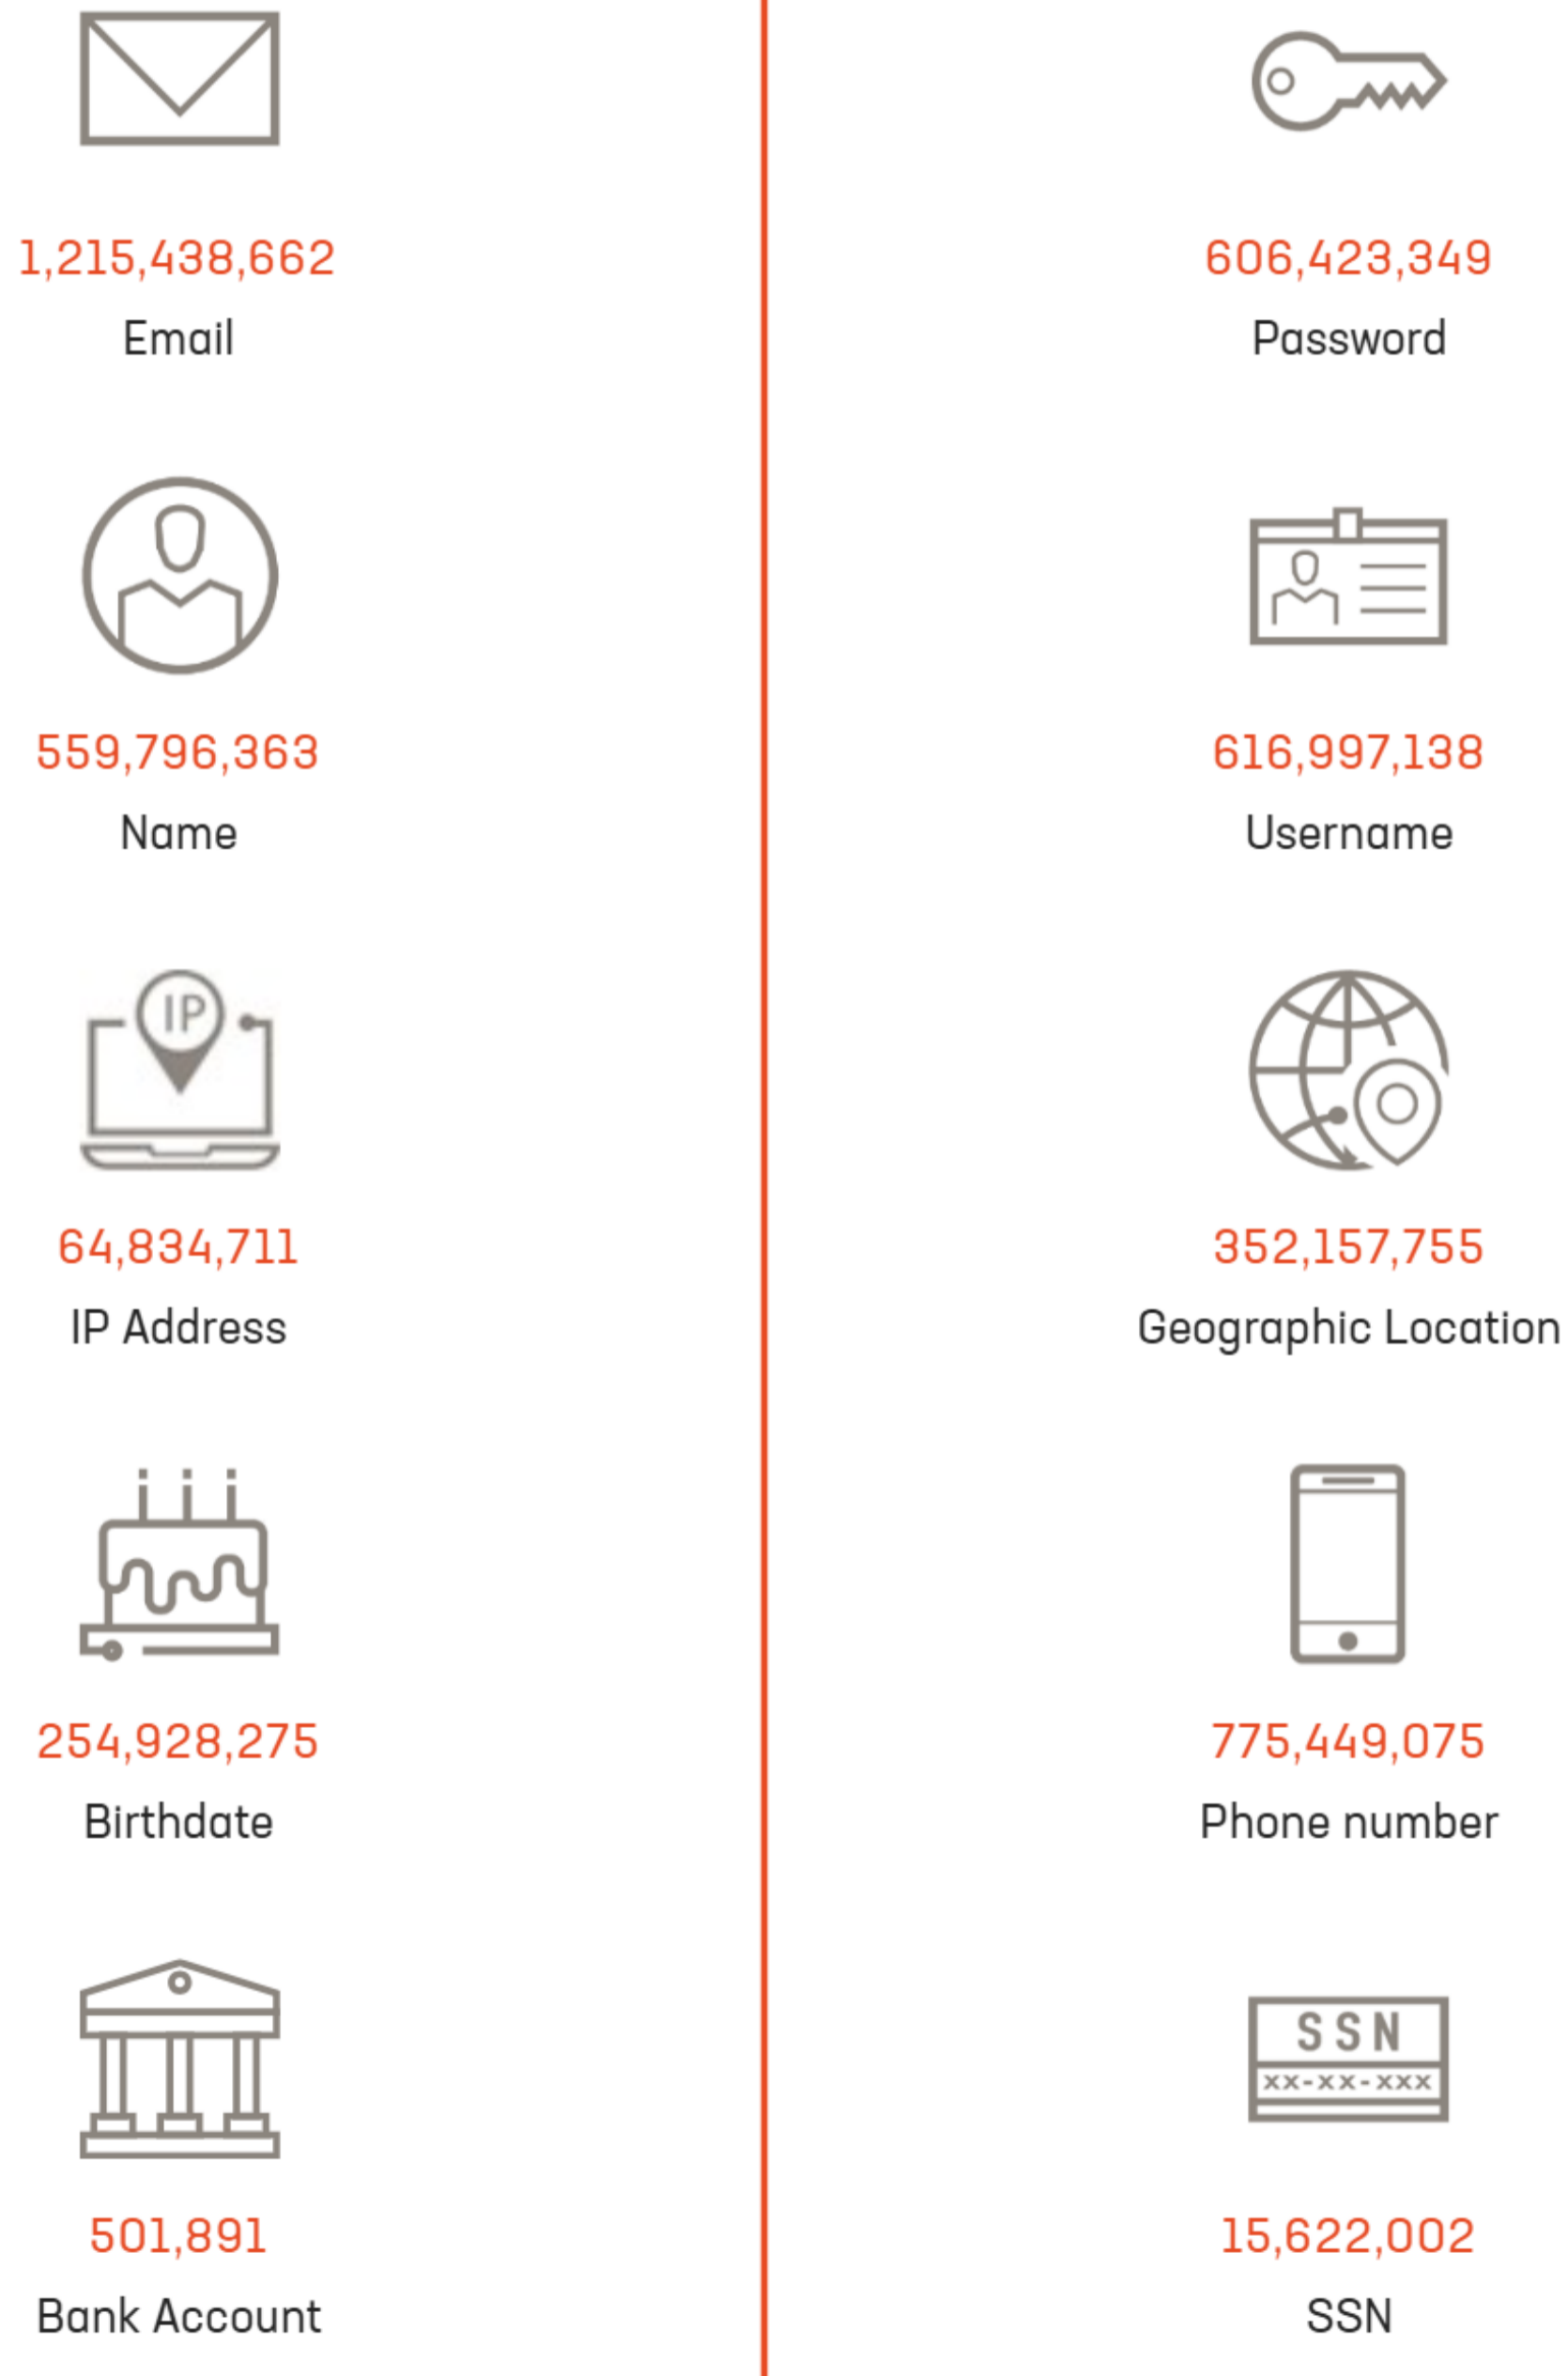 1,215,438,662
Email
606,423,349
Password
559,796,363
Name
616,997,138
Username
IP
64,834,711
IP Address
352,157,755
Geographic Location
254,928,275
Birthdate
775,449,075
Phone number
501,891
Bank Account
SSN
xx-xx-xxx
15,622,002
SSN